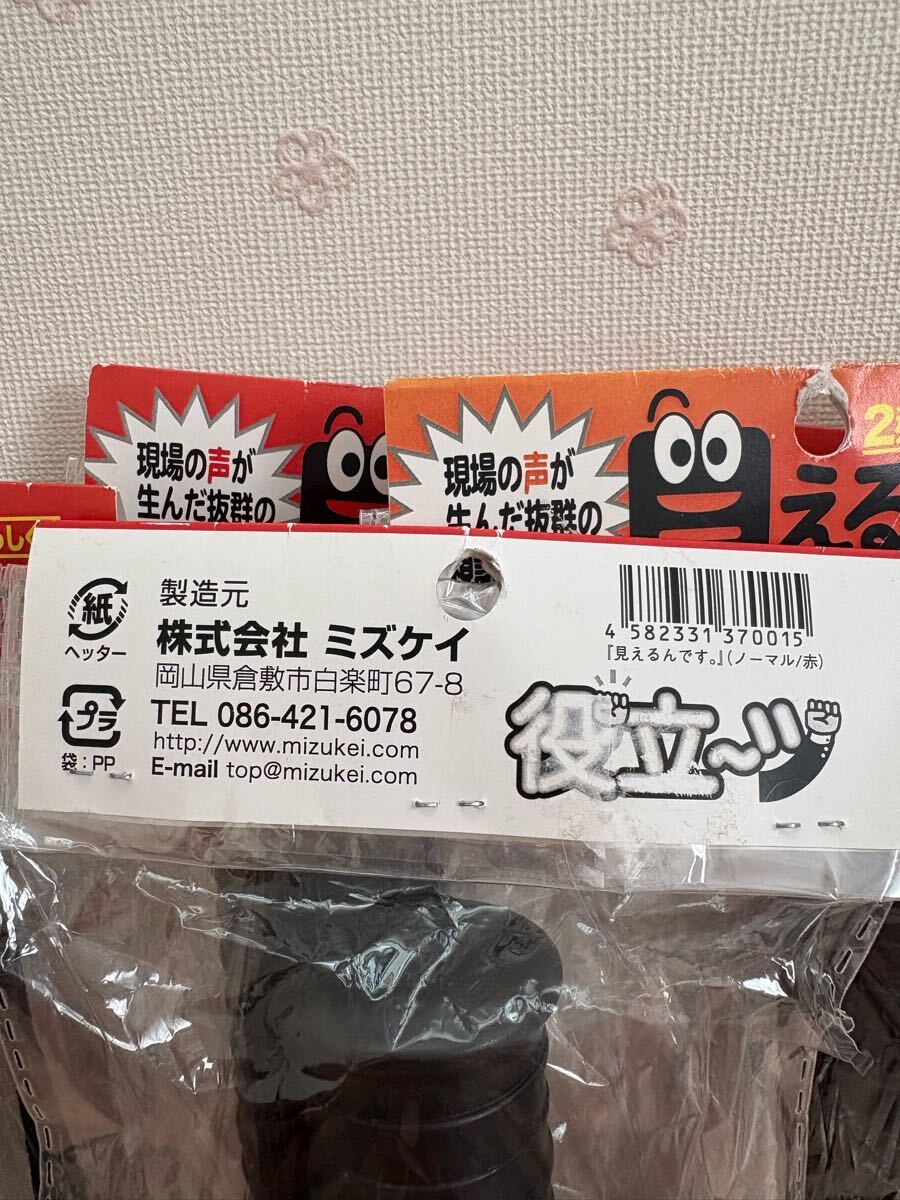 現場の声が
生んだ抜群の
現場の声が
生んだ抜群の
える
紙
ヘッター
プラ
袋：PP
製造元
株式会社 ミズケイ
岡山県倉敷市白楽町67-8
TEL 086-421-6078
http://www.mizukei.com
E-mail top@mizukei.com
4 582331 370015
『見えるんです。』(ノーマル/赤)
役立〜!!